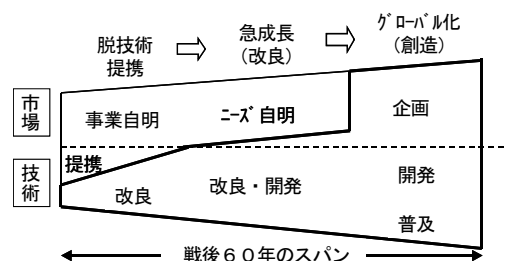 脱技術
提携
急成長
(改良)
ｸﾞﾛｰﾊﾞﾙ化
(創造)
市場
事業自明
ﾆｰｽﾞ自明
企画
技術
提携
改良
改良・開発
開発
普及
戦後６０年のスパン